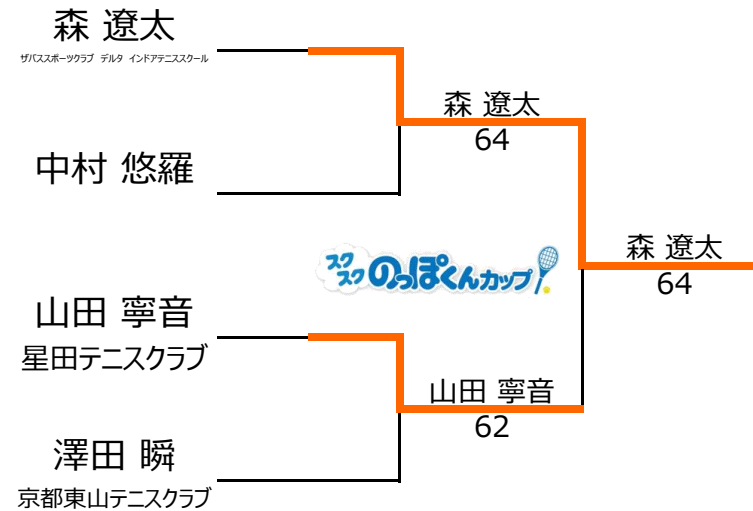 森 遼太
ザバススポーツクラブ デルタ インドアテニススクール
森 遼太
64
中村 悠羅
森 遼太
64
スクスク のっぽくんカップ
山田 寧音
星田テニスクラブ
山田 寧音
62
澤田 瞬
京都東山テニスクラブ